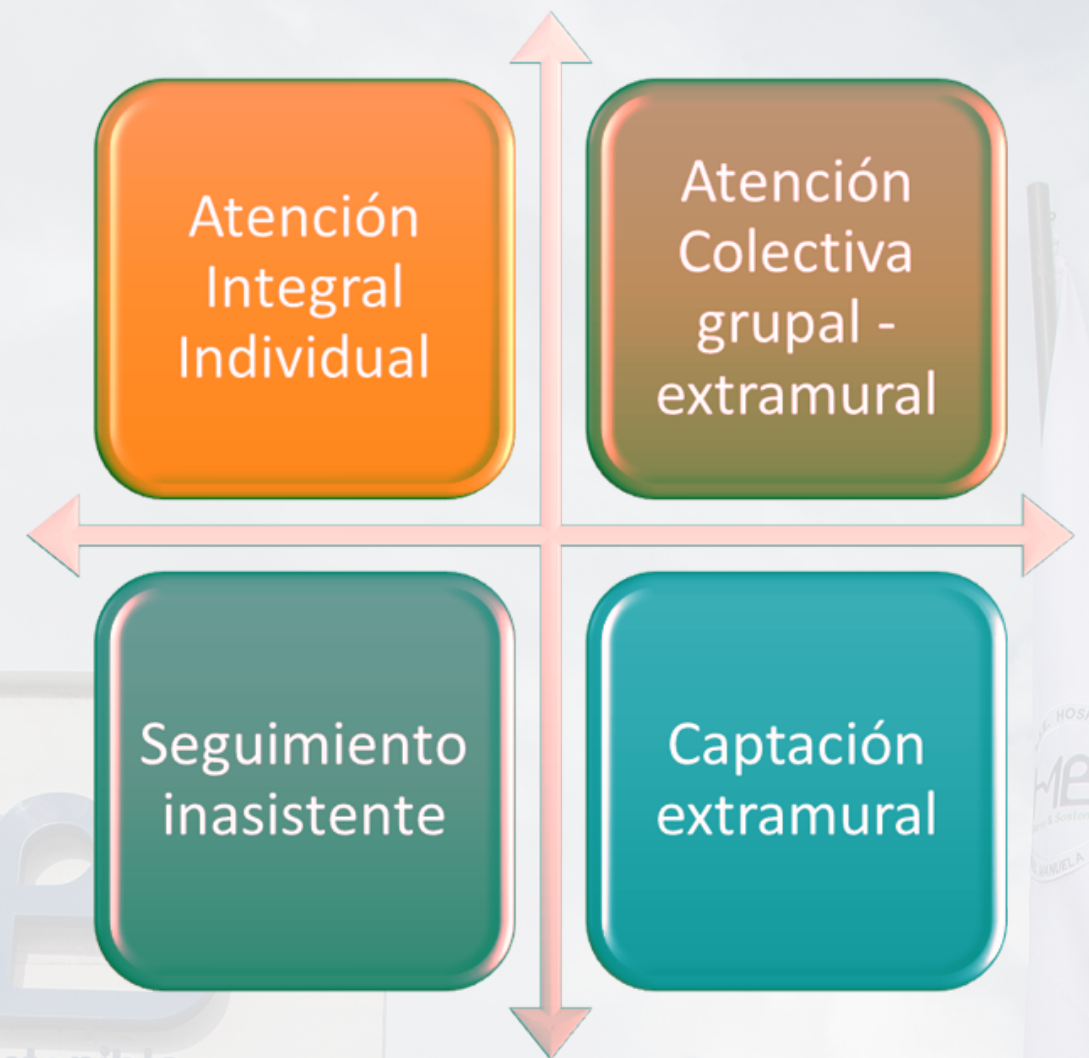 Atención
Integral
Individual
Atención
Colectiva
grupal -
extramural
Seguimiento
inasistente
Captación
extramural